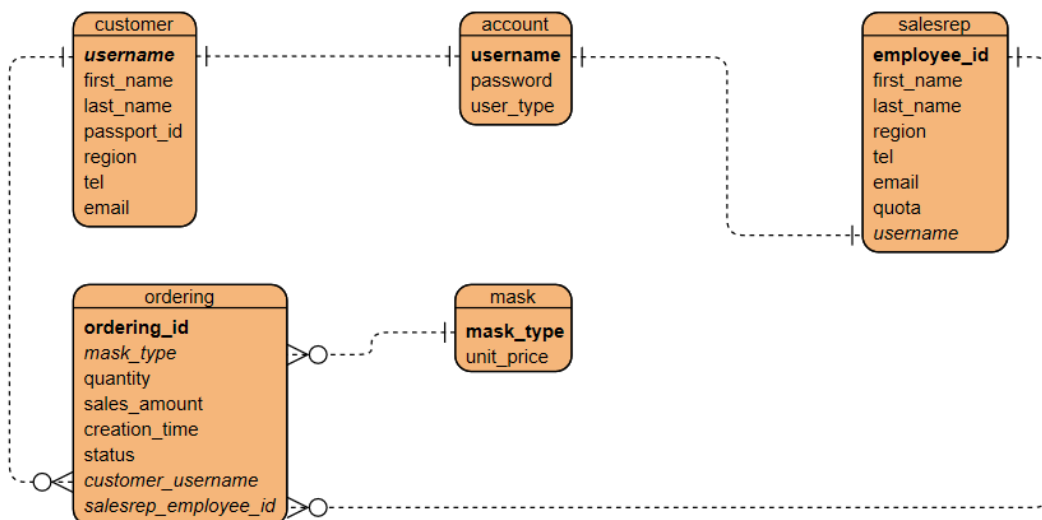 customer
username
first_name
last_name
passport_id
region
tel
email
account
username
password
user_type
salesrep
employee_id
first_name
last_name
region
tel
email
quota
username
ordering
ordering_id
mask_type
quantity
sales_amount
creation_time
status
customer_username
salesrep_employee_id
mask
mask_type
unit_price